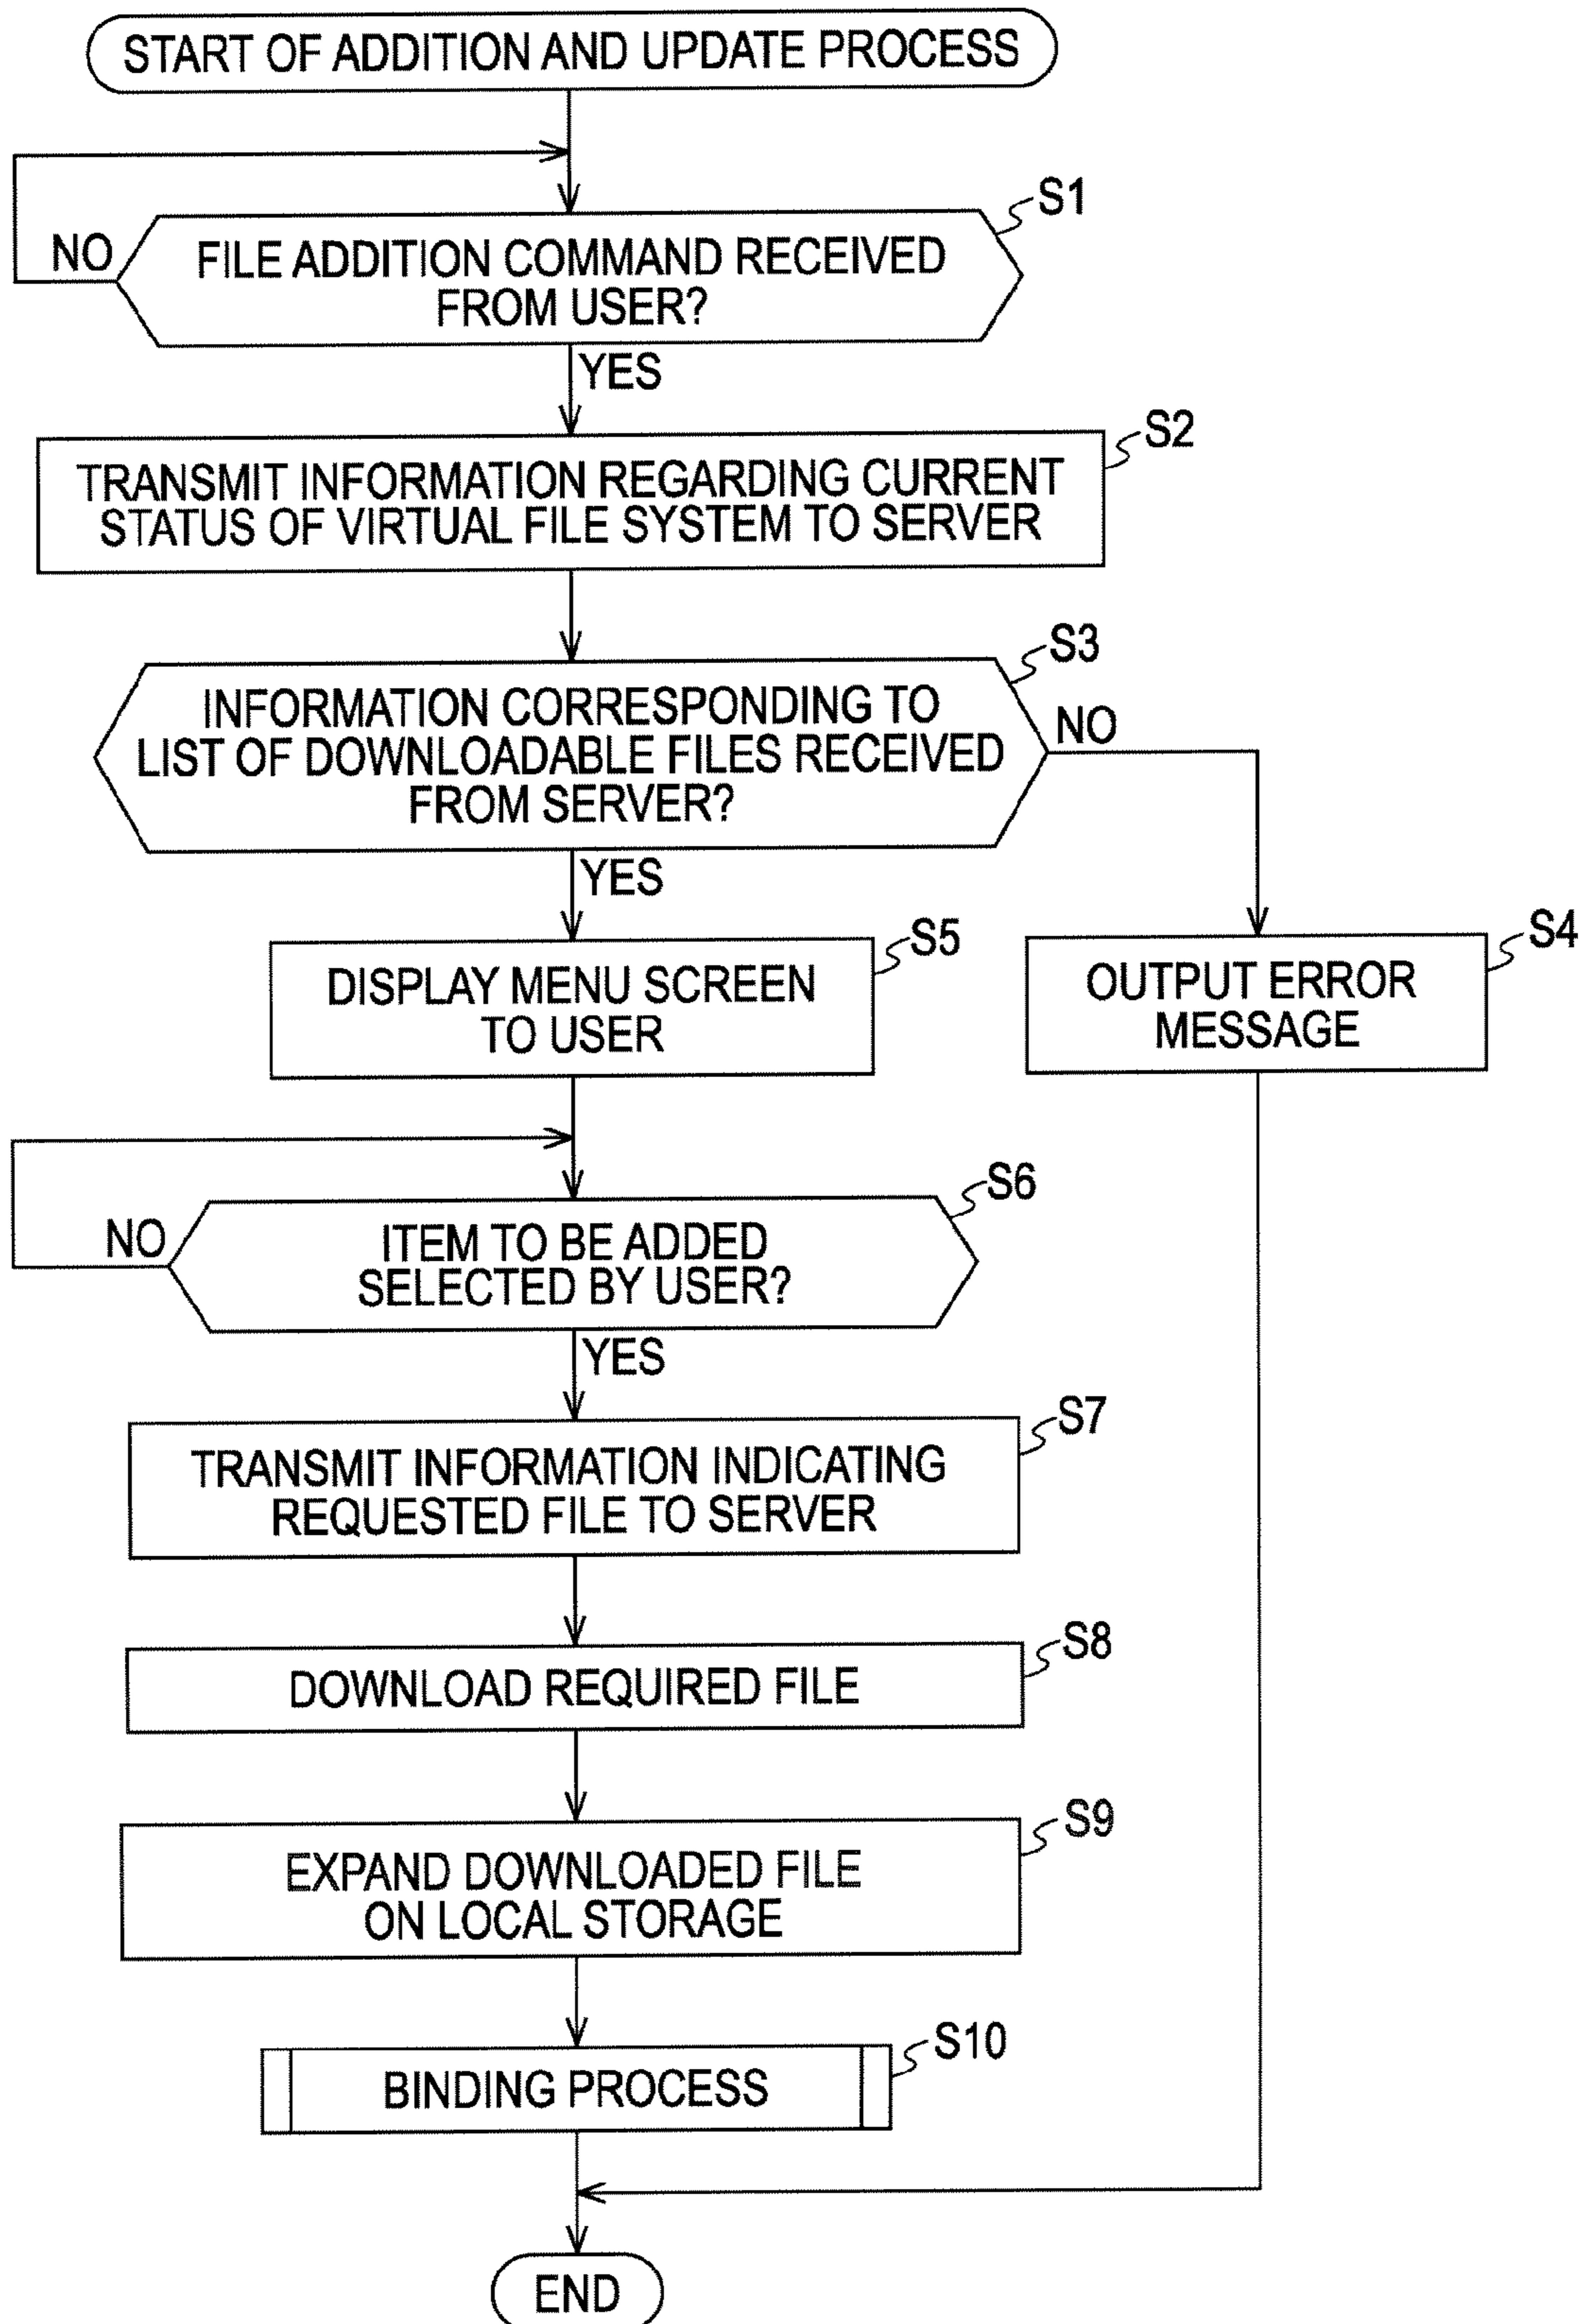 START OF ADDITION AND UPDATE PROCESS
S1
NO
FILE ADDITION COMMAND RECEIVED
FROM USER?
YES
S2
TRANSMIT INFORMATION REGARDING CURRENT
STATUS OF VIRTUAL FILE SYSTEM TO SERVER
S3
INFORMATION CORRESPONDING TO
LIST OF DOWNLOADABLE FILES RECEIVED
FROM SERVER?
NO
YES
S5
DISPLAY MENU SCREEN
TO USER
S4
OUTPUT ERROR
MESSAGE
S6
NO
ITEM TO BE ADDED
SELECTED BY USER?
YES
S7
TRANSMIT INFORMATION INDICATING
REQUESTED FILE TO SERVER
S8
DOWNLOAD REQUIRED FILE
S9
EXPAND DOWNLOADED FILE
ON LOCAL STORAGE
S10
BINDING PROCESS
END